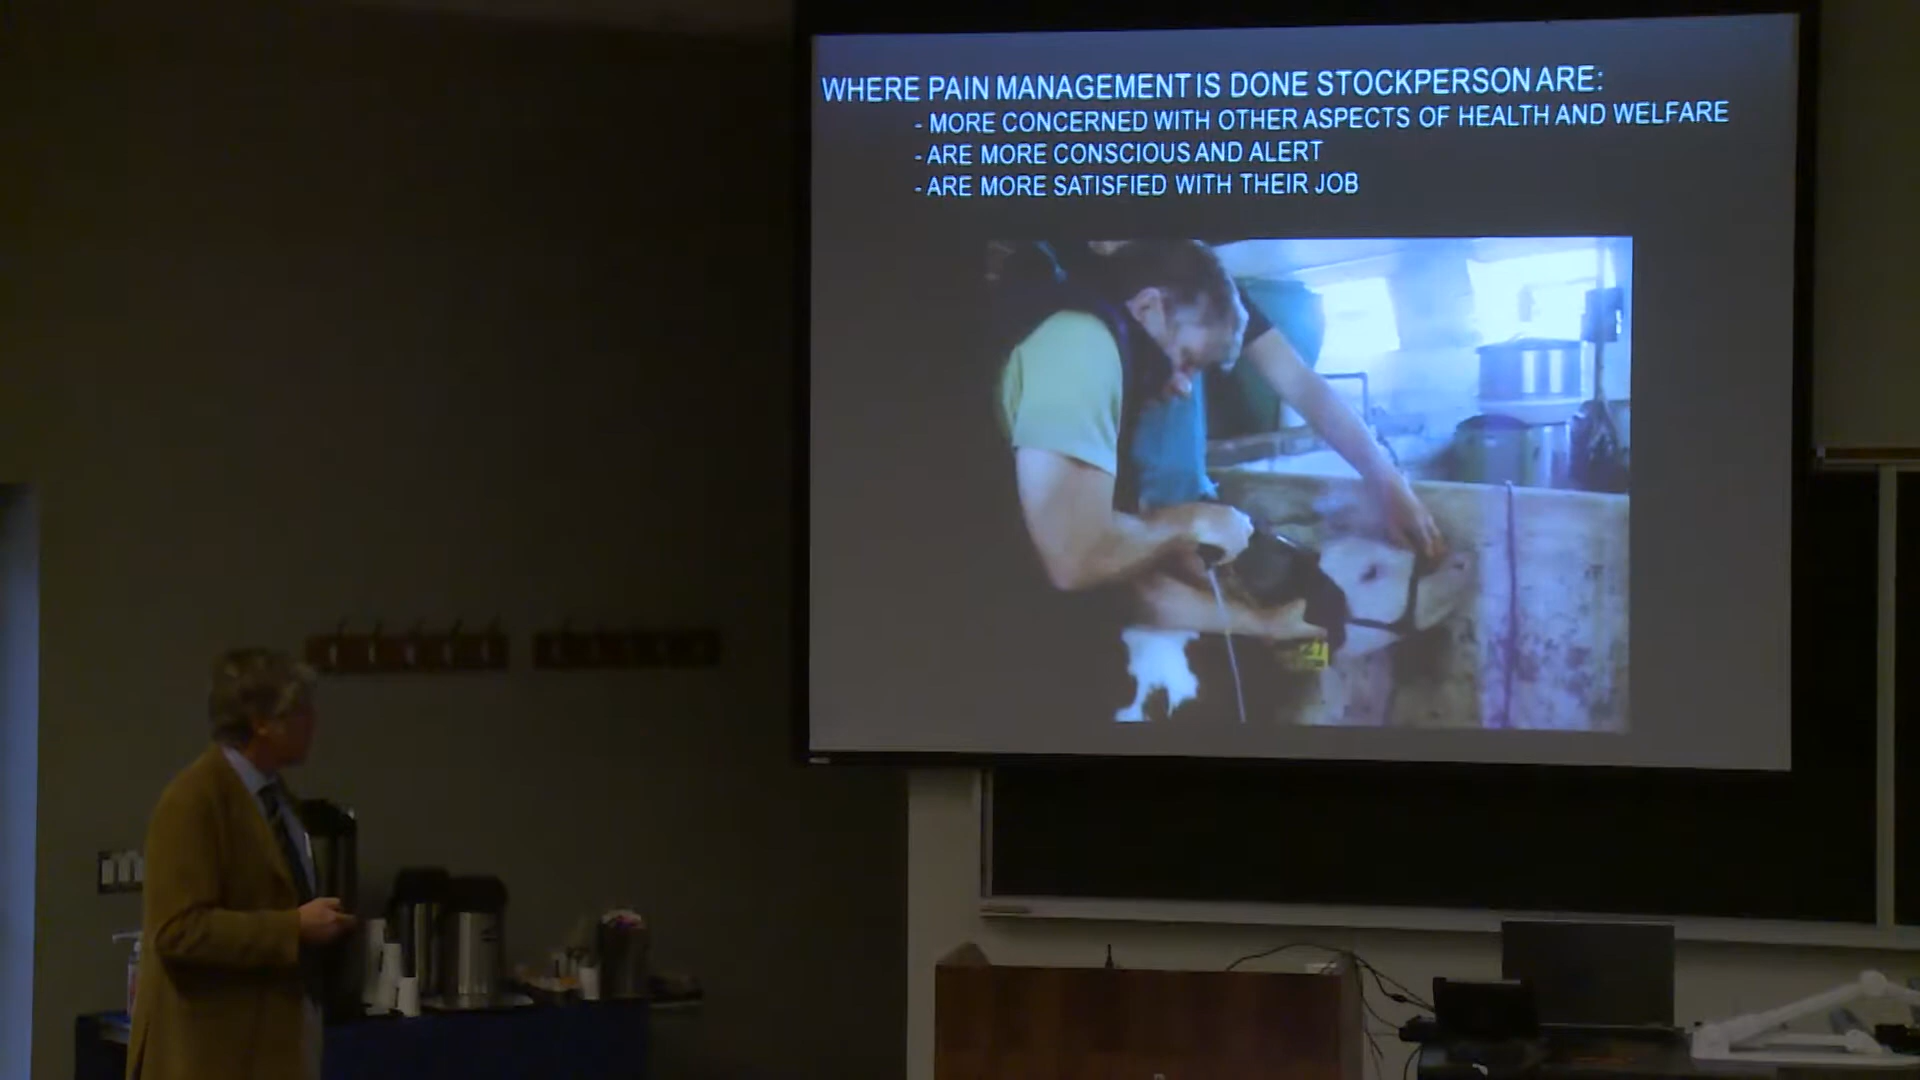 WHERE PAIN MANAGEMENT IS DONE STOCKPERSON ARE:
- MORE CONCERNED WITH OTHER ASPECTS OF HEALTH AND WELFARE
- ARE MORE CONSCIOUS AND ALERT
- ARE MORE SATISFIED WITH THEIR JOB